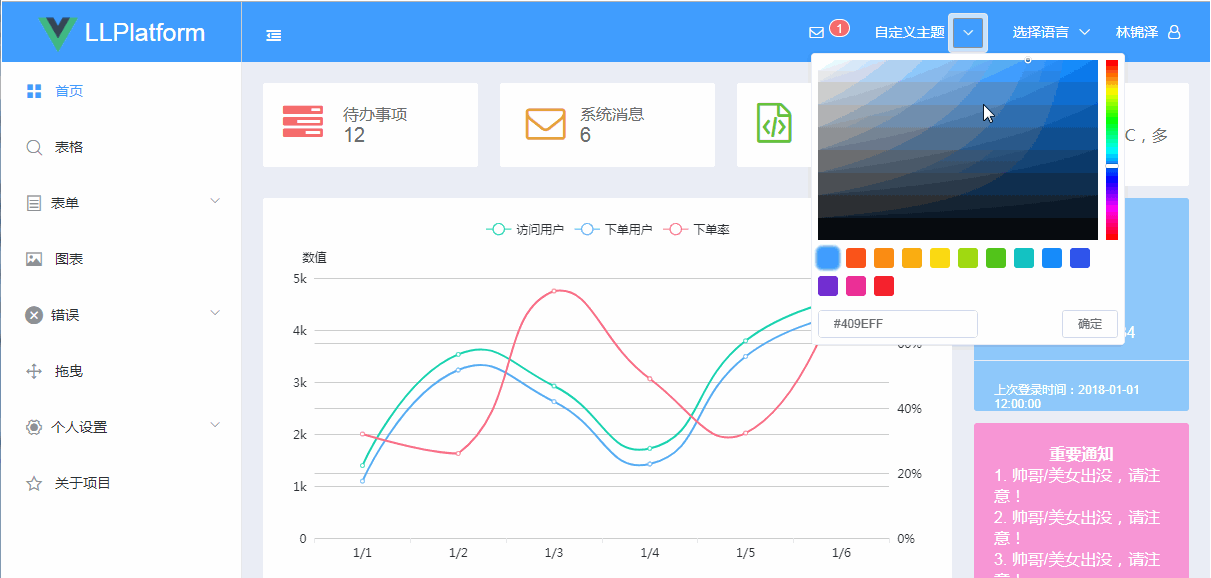 LLPlatform
1
自定义主题
选择语言
林锦泽
首页
表格
表单
图表
错误
拖曳
个人设置
关于项目
待办事项
12
系统消息
6
C，多
#409EFF
确定
访问用户
下单用户
下单率
数值
5k
4k
3k
2k
1k
0
40%
20%
0%
1/1
1/2
1/3
1/4
1/5
1/6
上次登录时间：2018-01-01
12:00:00
重要通知
1. 帅哥/美女出没，请注
意！
2. 帅哥/美女出没，请注
意！
3. 帅哥/美女出没，请注